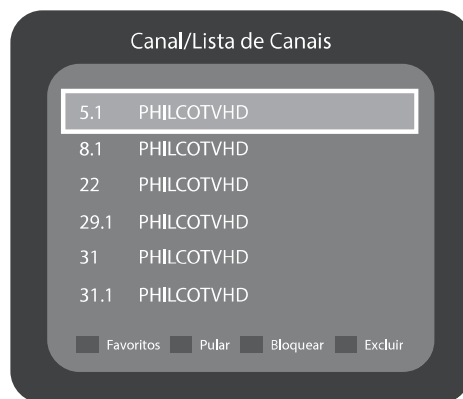 Canal/Lista de Canais
5.1 PHILCOTVHD
8.1 PHILCOTVHD
22 PHILCOTVHD
29.1 PHILCOTVHD
31 PHILCOTVHD
31.1 PHILCOTVHD
Favoritos Pular Bloquear Excluir